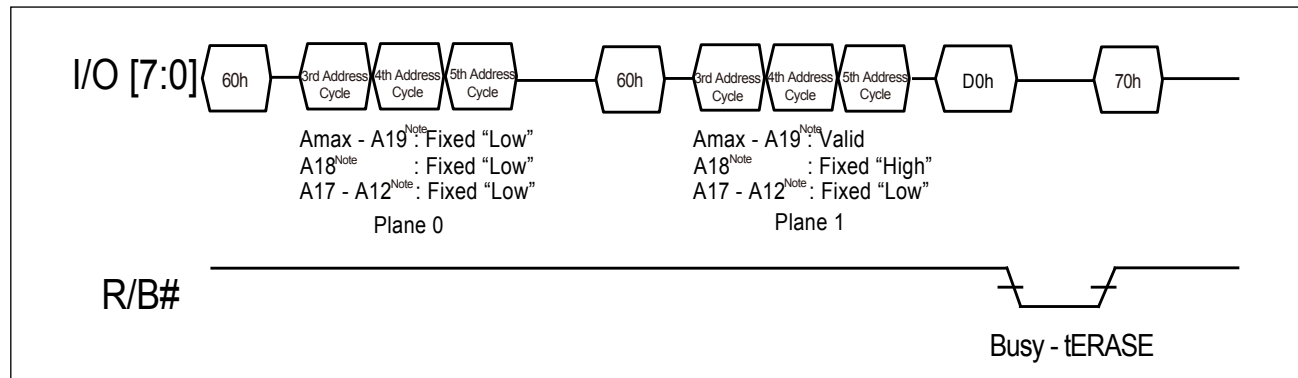 I/O [7:0]
60h
3rd Address Cycle
4th Address Cycle
5th Address Cycle
60h
3rd Address Cycle
4th Address Cycle
5th Address Cycle
D0h
70h
Amax - A19Note: Fixed “Low”
A18Note : Fixed “Low”
A17 - A12Note : Fixed “Low”
Plane 0
Amax - A19Note: Valid
A18Note : Fixed “High”
A17 - A12Note : Fixed “Low”
Plane 1
R/B#
Busy - tERASE